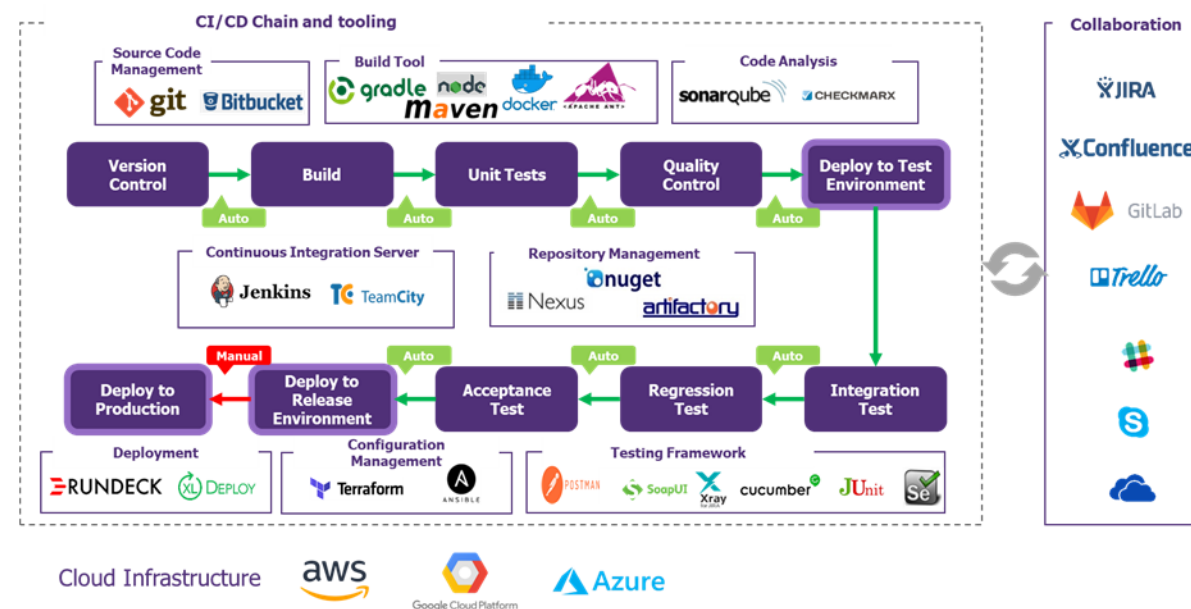 CI/CD Chain and tooling
Collaboration
Source Code
Management
git
Bitbucket
Build Tool
gradle
node
maven
docker
APACHE ANT
Code Analysis
sonarqube
CHECKMARX
Version
Control
Build
Unit Tests
Quality
Control
Deploy to Test
Environment
Auto
Auto
Auto
Auto
Continuous Integration Server
Jenkins
TC TeamCity
Repository Management
nuget
Nexus
artifactory
Manual
Auto
Auto
Auto
Deploy to
Production
Deploy to
Release
Environment
Acceptance
Test
Regression
Test
Integration
Test
Deployment
RUNDECK
XL DEPLOY
Configuration
Management
Terraform
A
ANSIBLE
Testing Framework
POSTMAN
SoapUI
Xray
cucumber
JUnit
Se
JIRA
Confluence
GitLab
Trello
S
Cloud Infrastructure
aws
Google Cloud Platform
Azure